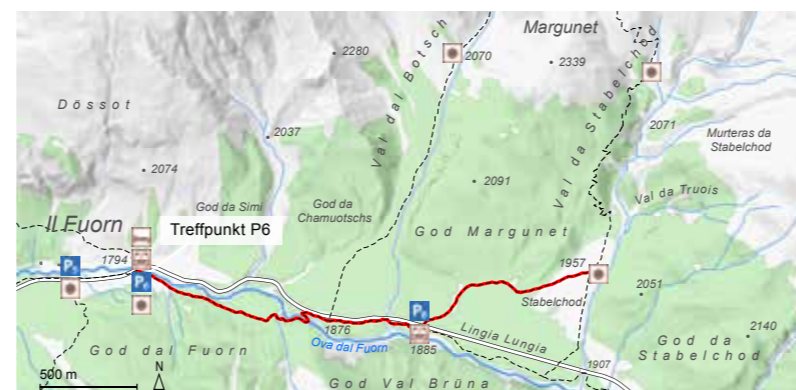 Margunet
2280
Val dal Botsch
2070
2339
Val da Stabelchod
Dössot
2037
2071
Murteras da
Stabelchod
2074
2091
God da Simi
God da
Chamuotschs
Val da Truois
Il Fuorn
Treffpunkt P6
God Margunet
1794
1957
2051
Stabelchod
1876
Lingia Lungia
God da
Stabelchod
2140
God dal Fuorn
Ova dal Fuorn
1885
1907
500 m
N
God Val Brüna